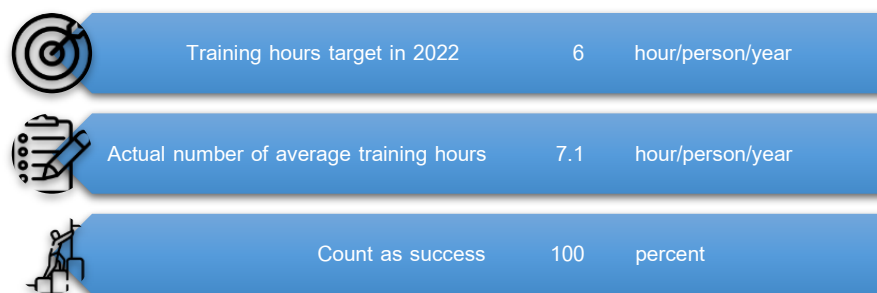 Training hours target in 2022 6 hour/person/year
Actual number of average training hours 7.1 hour/person/year
Count as success 100 percent